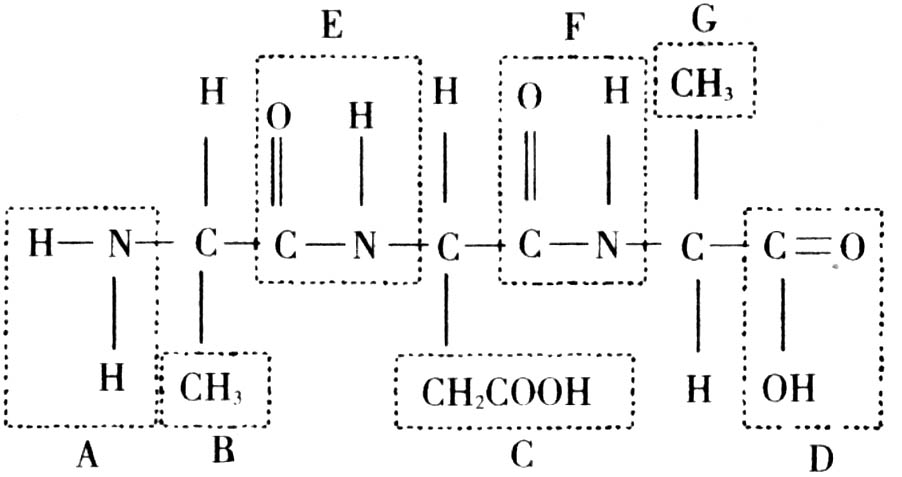 E F G
H O H H O H CH₃
H N C C N C C N C C O
H CH₃ CH₂COOH H OH
A B C D